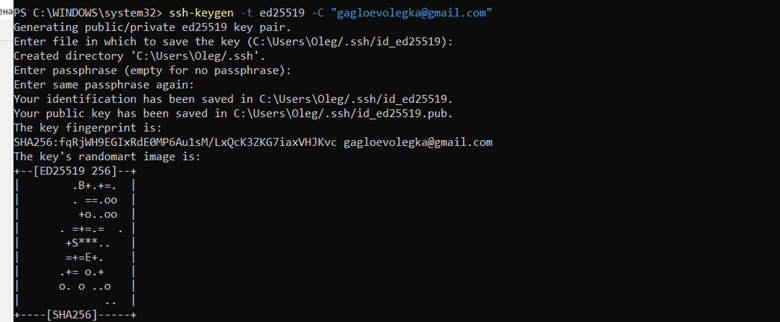 ена
PS C:\WINDOWS\system32> ssh-keygen -t ed25519 -C "gagloevolegka@gmail.com"
Generating public/private ed25519 key pair.
Enter file in which to save the key (C:\Users\Oleg/.ssh/id_ed25519):
Created directory 'C:\Users\Oleg/.ssh'.
Enter passphrase (empty for no passphrase):
Enter same passphrase again:
Your identification has been saved in C:\Users\Oleg/.ssh/id_ed25519.
Your public key has been saved in C:\Users\Oleg/.ssh/id_ed25519.pub.
The key fingerprint is:
SHA256:fqRjWH9EGIxRdE0MP6Au1sM/LxQcK3ZKG7iaxVHJKvc gagloevolegka@gmail.com
The key's randomart image is:
+--[ED25519 256]--+
|        .B+.+=.  |
|        . ==.oo  |
|         +o..oo  |
|      . =+=.=  . |
|       +S***..   |
|       =+=E+.    |
|      .+= o.+    |
|      o. o ..o   |
|             ..  |
+----[SHA256]-----+